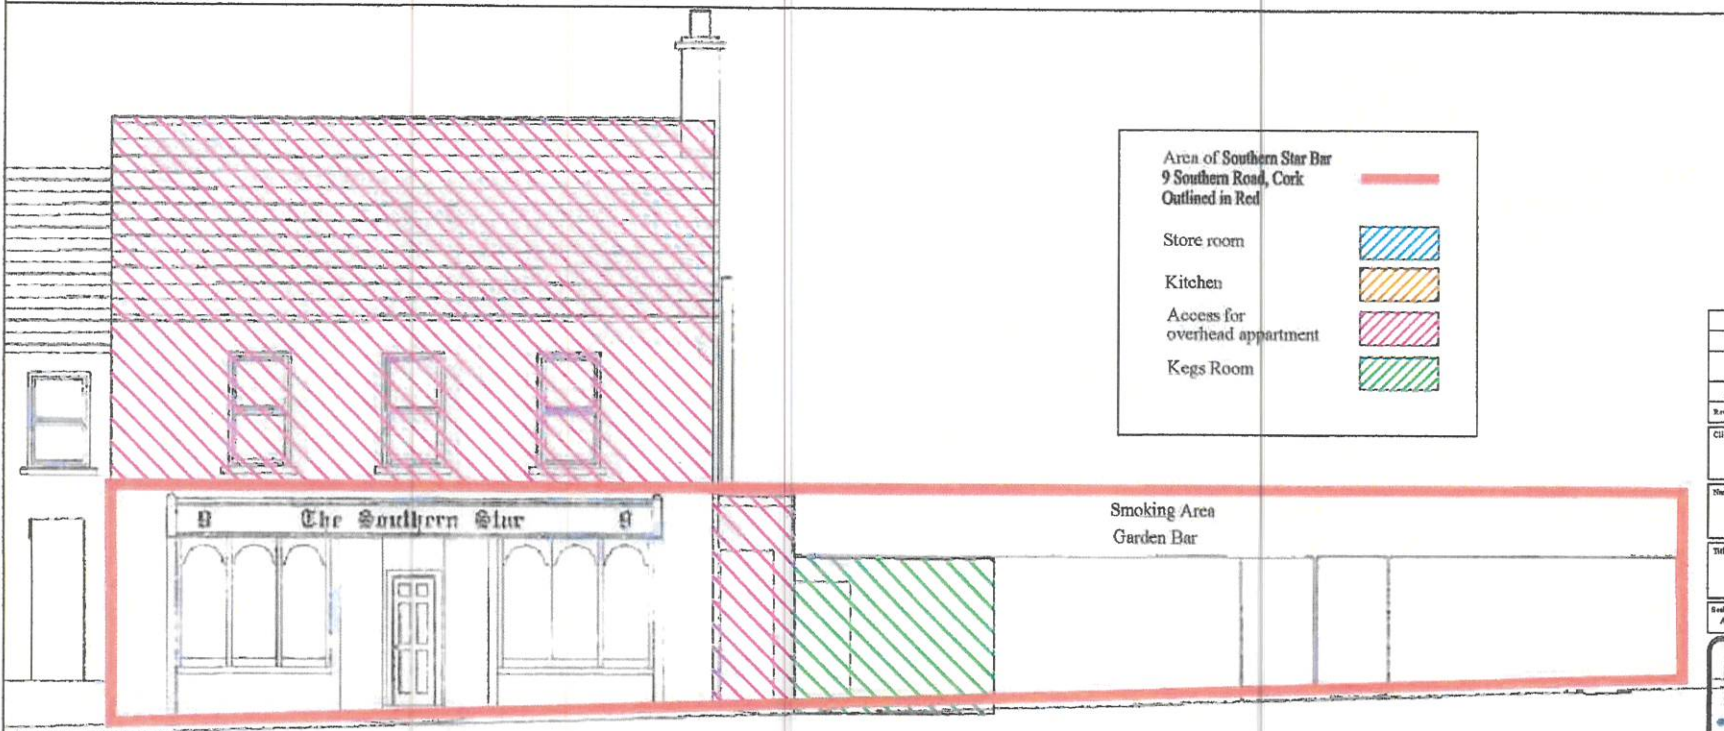 Area of Southern Star Bar
9 Southern Road, Cork
Outlined in Red
Store room
Kitchen
Access for
overhead appartment
Kegs Room
9 The Southern Star 9
Smoking Area
Garden Bar